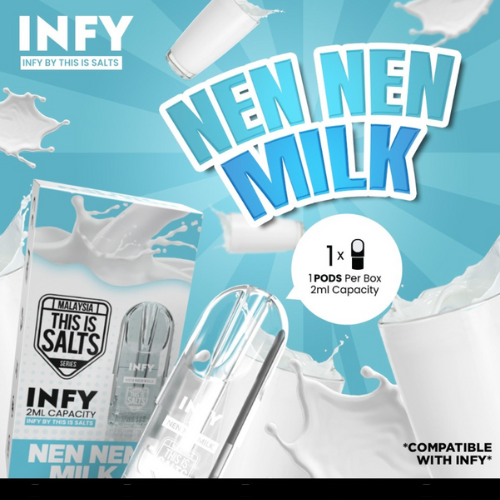 INFY
INFY BY THIS IS SALTS
NEN NEN
MILK
1x
1 PODS Per Box
2ml Capacity
MALAYSIA
THIS IS
SALTS
SERIES
INFY
2ML CAPACITY
INFY BY THIS IS SALTS
NEN NEN
MILK
INFY
SALTS
*COMPATIBLE
WITH INFY*